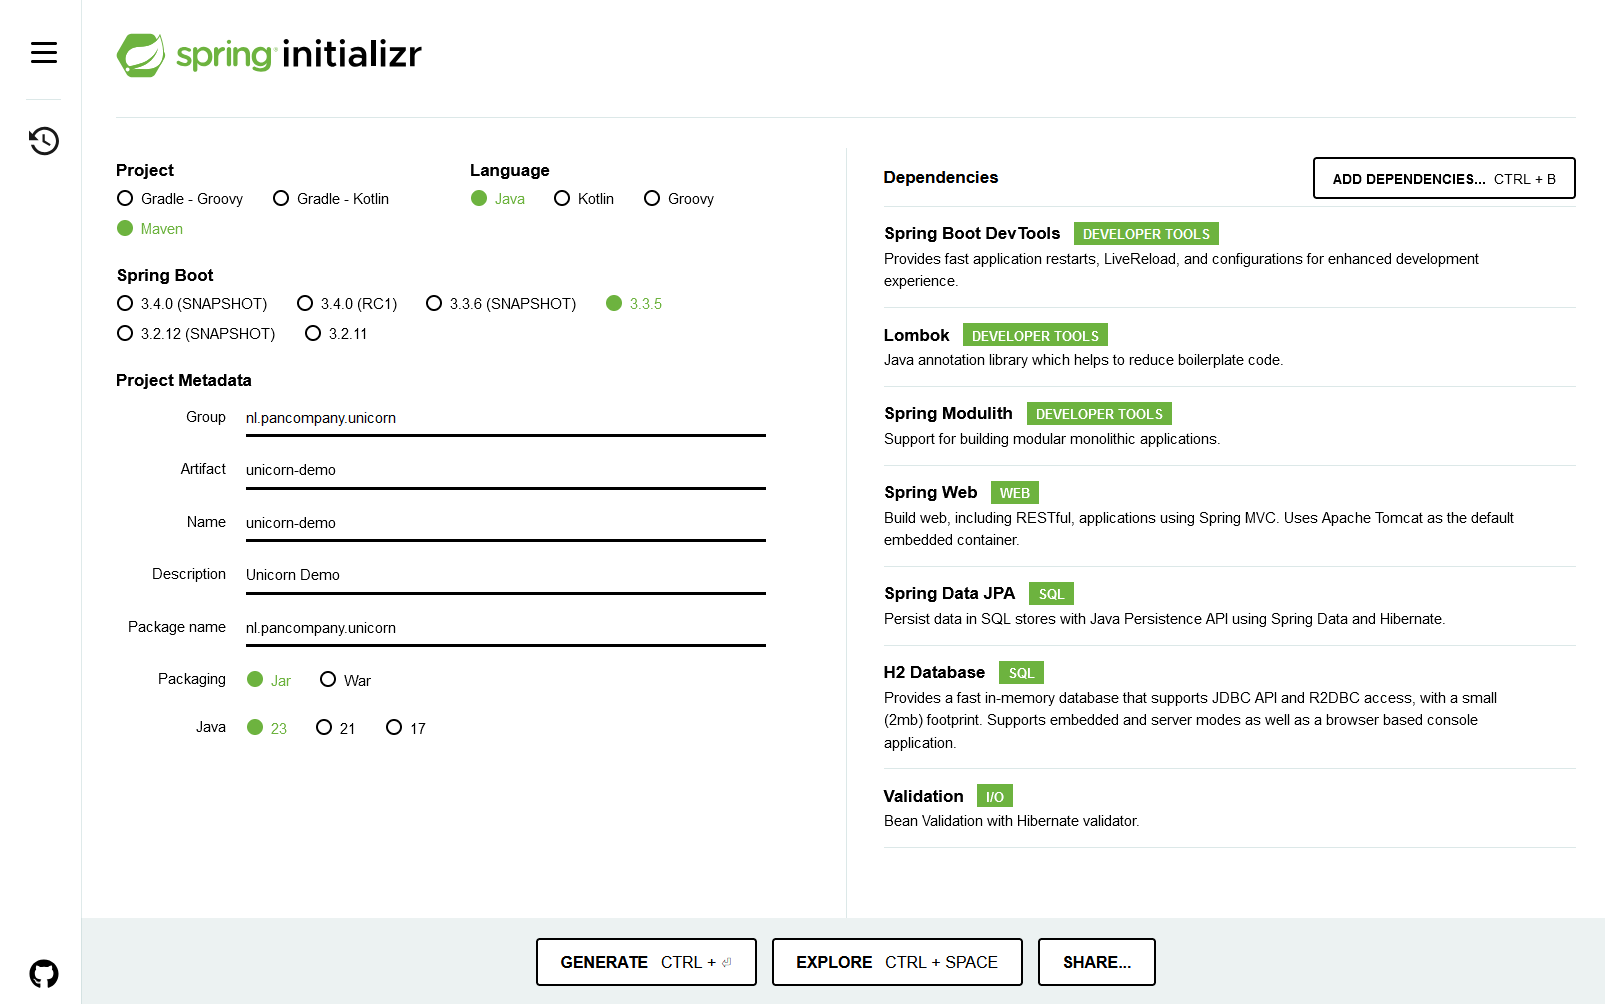 spring initializr
Project
Gradle - Groovy Gradle - Kotlin
Maven
Language
Java Kotlin Groovy
Spring Boot
3.4.0 (SNAPSHOT) 3.4.0 (RC1) 3.3.6 (SNAPSHOT) 3.3.5
3.2.12 (SNAPSHOT) 3.2.11
Project Metadata
Group nl.pancompany.unicorn
Artifact unicorn-demo
Name unicorn-demo
Description Unicorn Demo
Package name nl.pancompany.unicorn
Packaging Jar War
Java 23 21 17
Dependencies ADD DEPENDENCIES... CTRL + B
Spring Boot DevTools DEVELOPER TOOLS
Provides fast application restarts, LiveReload, and configurations for enhanced development
experience.
Lombok DEVELOPER TOOLS
Java annotation library which helps to reduce boilerplate code.
Spring Modulith DEVELOPER TOOLS
Support for building modular monolithic applications.
Spring Web WEB
Build web, including RESTful, applications using Spring MVC. Uses Apache Tomcat as the default
embedded container.
Spring Data JPA SQL
Persist data in SQL stores with Java Persistence API using Spring Data and Hibernate.
H2 Database SQL
Provides a fast in-memory database that supports JDBC API and R2DBC access, with a small
(2mb) footprint. Supports embedded and server modes as well as a browser based console
application.
Validation I/O
Bean Validation with Hibernate validator.
GENERATE CTRL + ⏎ EXPLORE CTRL + SPACE SHARE...